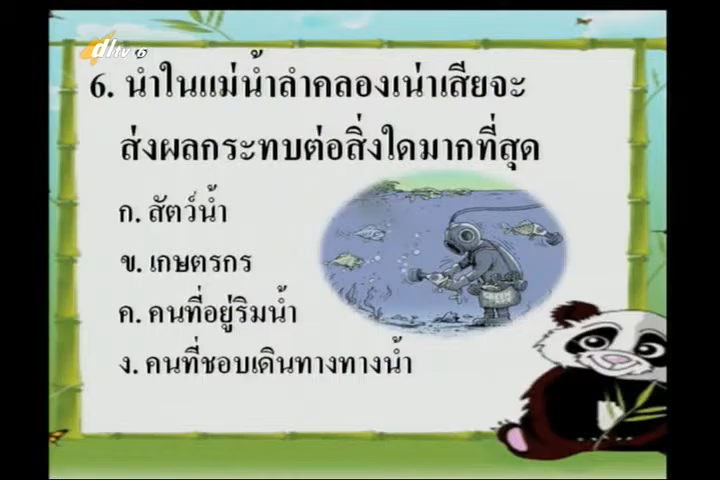 dltv 6
6. น้ำในแม่น้ำลำคลองเน่าเสียจะ
ส่งผลกระทบต่อสิ่งใดมากที่สุด
ก. สัตว์น้ำ
ข. เกษตรกร
ค. คนที่อยู่ริมน้ำ
ง. คนที่ชอบเดินทางทางน้ำ